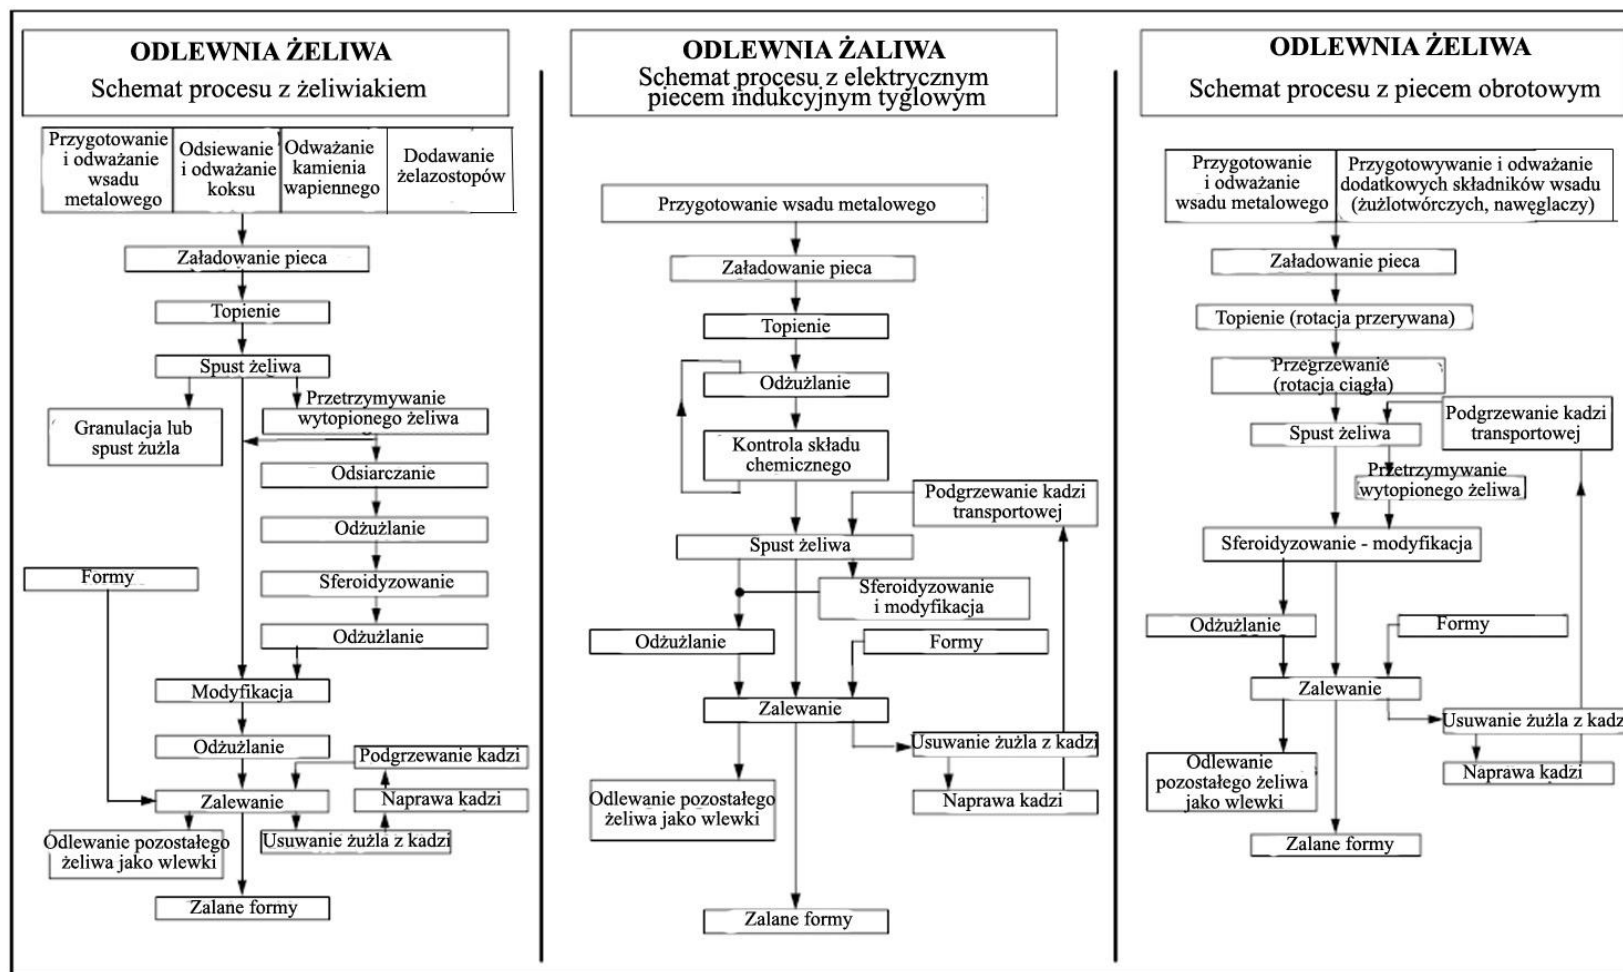 ODLEWNIA ŻELIWA
Schemat procesu z żeliwiakiem
Przygotowanie
i odważanie
wsadu
metalowego
Odsiewanie
i odważanie
koksu
Odważanie
kamienia
wapiennego
Dodawanie
żelazostopów
Załadowanie pieca
Topienie
Spust żeliwa
Granulacja lub
spust żużla
Przetrzymywanie
wytopionego żeliwa
Odsiarczanie
Odżużlanie
Sferoidyzowanie
Odżużlanie
Formy
Modyfikacja
Odżużlanie
Podgrzewanie kadzi
Zalewanie
Naprawa kadzi
Odlewanie pozostałego
żeliwa jako wlewki
Usuwanie żużla z kadzi
Zalane formy
ODLEWNIA ŻALIWA
Schemat procesu z elektrycznym
piecem indukcyjnym tyglowym
Przygotowanie wsadu metalowego
Załadowanie pieca
Topienie
Odżużlanie
Kontrola składu
chemicznego
Podgrzewanie kadzi
transportowej
Spust żeliwa
Sferoidyzowanie
i modyfikacja
Odżużlanie
Formy
Zalewanie
Usuwanie żużla z kadzi
Odlewanie pozostałego
żeliwa jako wlewki
Naprawa kadzi
Zalane formy
ODLEWNIA ŻELIWA
Schemat procesu z piecem obrotowym
Przygotowanie
i odważanie
wsadu metalowego
Przygotowywanie i odważanie
dodatkowych składników wsadu
(żużlotwórczych, nawęglaczy)
Załadowanie pieca
Topienie (rotacja przerywana)
Przegrzewanie
(rotacja ciągła)
Podgrzewanie kadzi
transportowej
Spust żeliwa
Przetrzymywanie
wytopionego żeliwa
Sferoidyzowanie - modyfikacja
Odżużlanie
Formy
Zalewanie
Usuwanie żużla z kadz
Odlewanie
pozostałego żeliwa
jako wlewki
Naprawa kadzi
Zalane formy